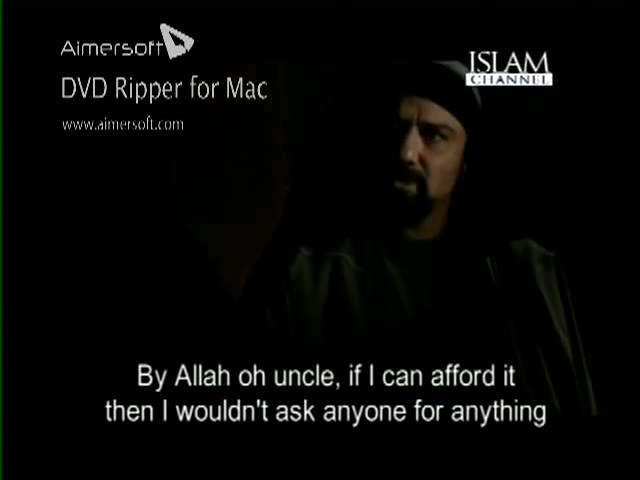 Aimersoft
DVD Ripper for Mac
www.aimersoft.com
ISLAM
CHANNEL
By Allah oh uncle, if I can afford it
then I wouldn't ask anyone for anything